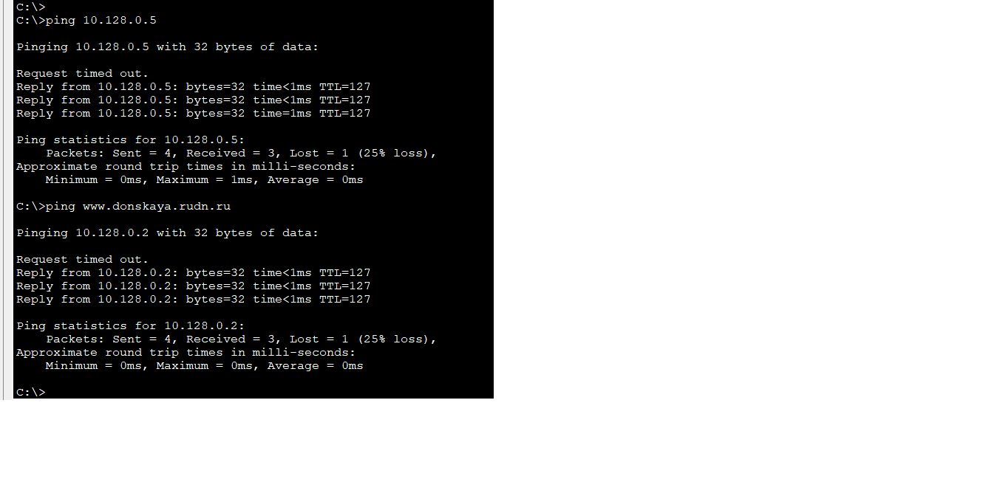 C:\>
C:\>ping 10.128.0.5
Pinging 10.128.0.5 with 32 bytes of data:
Request timed out.
Reply from 10.128.0.5: bytes=32 time<1ms TTL=127
Reply from 10.128.0.5: bytes=32 time<1ms TTL=127
Reply from 10.128.0.5: bytes=32 time=1ms TTL=127
Ping statistics for 10.128.0.5:
    Packets: Sent = 4, Received = 3, Lost = 1 (25% loss),
Approximate round trip times in milli-seconds:
    Minimum = 0ms, Maximum = 1ms, Average = 0ms
C:\>ping www.donskaya.rudn.ru
Pinging 10.128.0.2 with 32 bytes of data:
Request timed out.
Reply from 10.128.0.2: bytes=32 time<1ms TTL=127
Reply from 10.128.0.2: bytes=32 time<1ms TTL=127
Reply from 10.128.0.2: bytes=32 time<1ms TTL=127
Ping statistics for 10.128.0.2:
    Packets: Sent = 4, Received = 3, Lost = 1 (25% loss),
Approximate round trip times in milli-seconds:
    Minimum = 0ms, Maximum = 0ms, Average = 0ms
C:\>